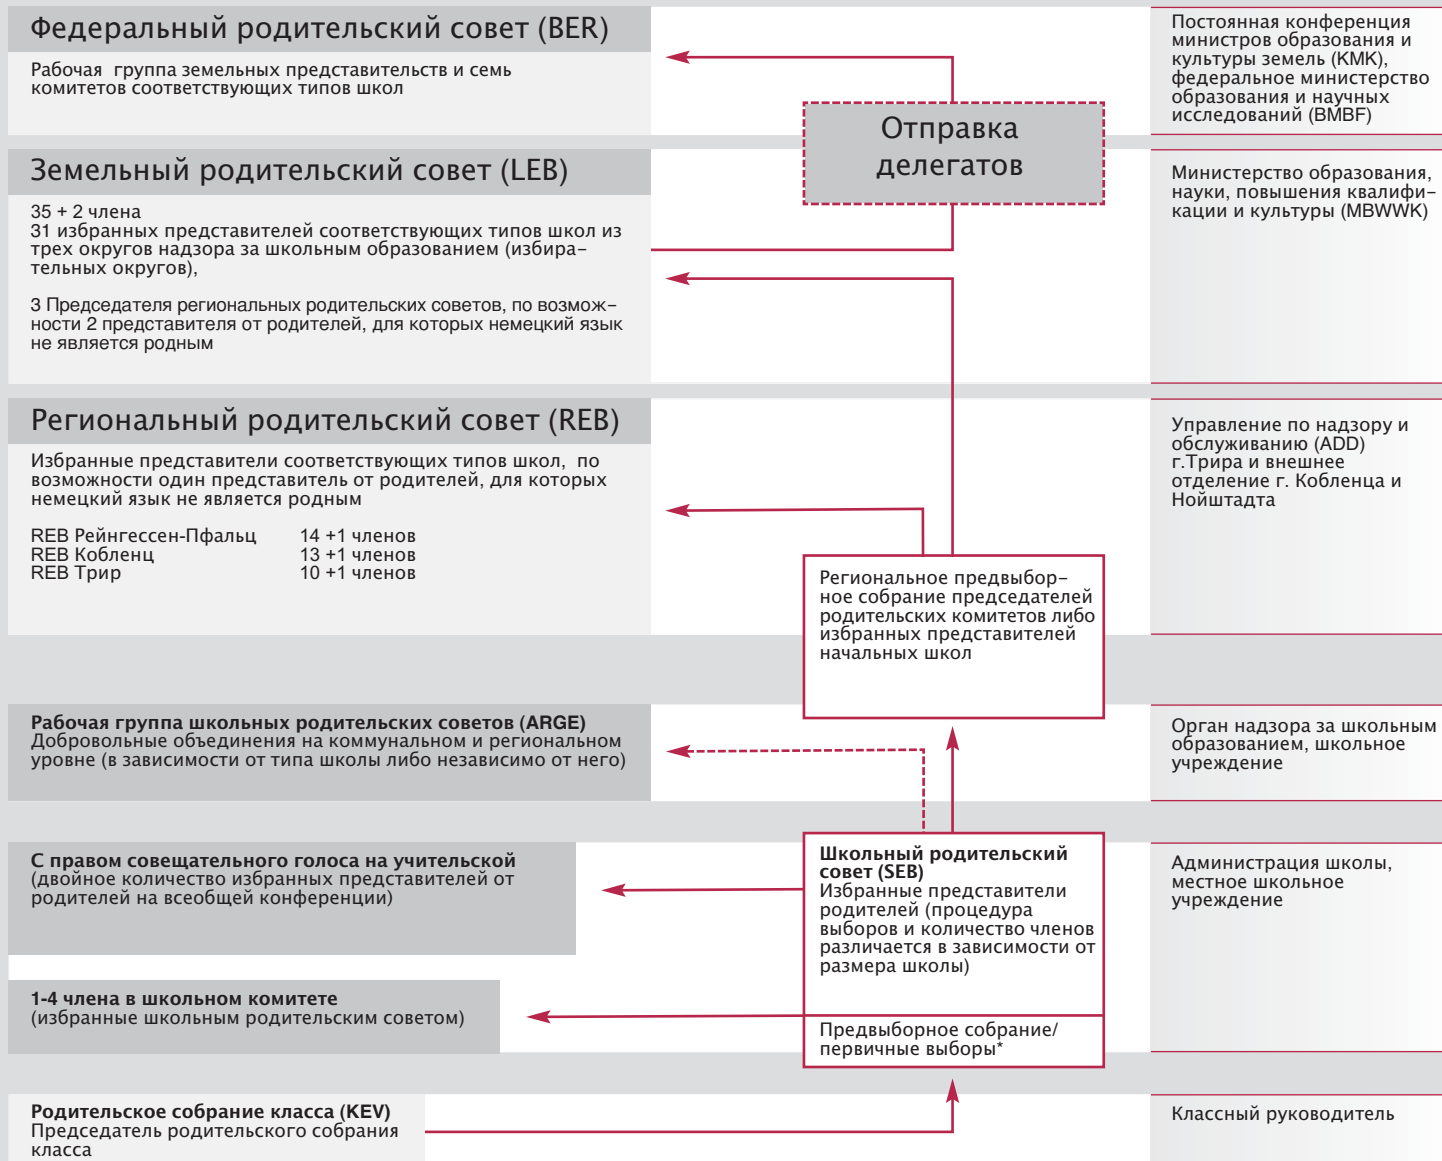 Федеральный родительский совет (BER)
Рабочая  группа земельных представительств и семь
комитетов соответствующих типов школ
Постоянная конференция
министров образования и
культуры земель (KMK),
федеральное министерство
образования и научных
исследований (BMBF)
Отправка
делегатов
Земельный родительский совет (LEB)
35 + 2 члена
31 избранных представителей соответствующих типов школ из
трех округов надзора за школьным образованием (избира-
тельных округов),
3 Председателя региональных родительских советов, по возмож-
ности 2 представителя от родителей, для которых немецкий язык
не является родным
Министерство образования,
науки, повышения квалифи-
кации и культуры (MBWWK)
Региональный родительский совет (REB)
Избранные представители соответствующих типов школ,  по
возможности один представитель от родителей, для которых
немецкий язык не является родным
REB Рейнгессен-Пфальц 14 +1 членов
REB Кобленц 13 +1 членов
REB Трир 10 +1 членов
Управление по надзору и
обслуживанию (ADD)
г.Трира и внешнее
отделение г. Кобленца и
Нойштадта
Региональное предвыбор-
ное собрание председателей
родительских комитетов либо
избранных представителей
начальных школ
Рабочая группа школьных родительских советов (ARGE)
Добровольные объединения на коммунальном и региональном
уровне (в зависимости от типа школы либо независимо от него)
Орган надзора за школьным
образованием, школьное
учреждение
С правом совещательного голоса на учительской
(двойное количество избранных представителей от
родителей на всеобщей конференции)
Школьный родительский
совет (SEB)
Избранные представители
родителей (процедура
выборов и количество членов
различается в зависимости от
размера школы)
Администрация школы,
местное школьное
учреждение
1-4 члена в школьном комитете
(избранные школьным родительским советом)
Предвыборное собрание/
первичные выборы*
Родительское собрание класса (KEV)
Председатель родительского собрания
класса
Классный руководитель